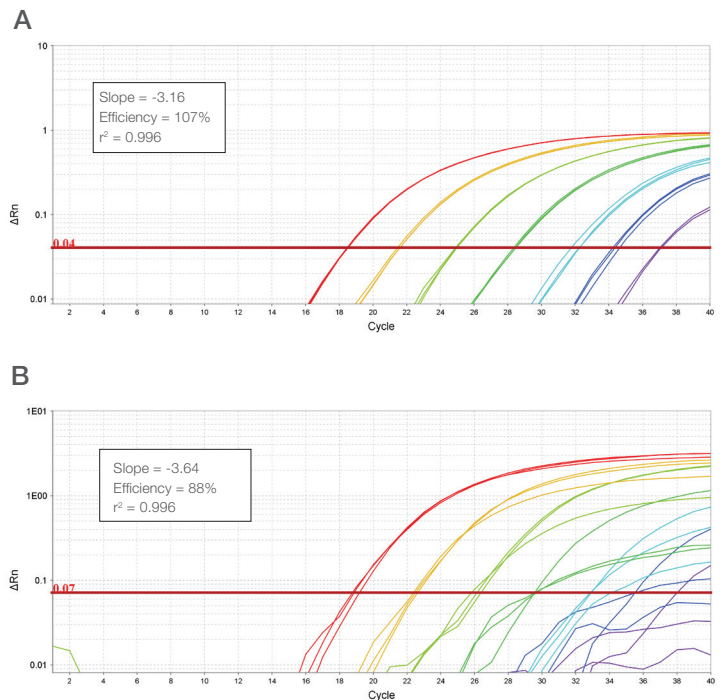 A
10
Slope = -3.16
Efficiency = 107%
r² = 0.996
1
ΔRn
0.1
0.04
0.01
2 4 6 8 10 12 14 16 18 20 22 24 26 28 30 32 34 36 38 40
Cycle
B
1E01
Slope = -3.64
Efficiency = 88%
r² = 0.996
1E00
ΔRn
0.1
0.07
0.01
2 4 6 8 10 12 14 16 18 20 22 24 26 28 30 32 34 36 38 40
Cycle